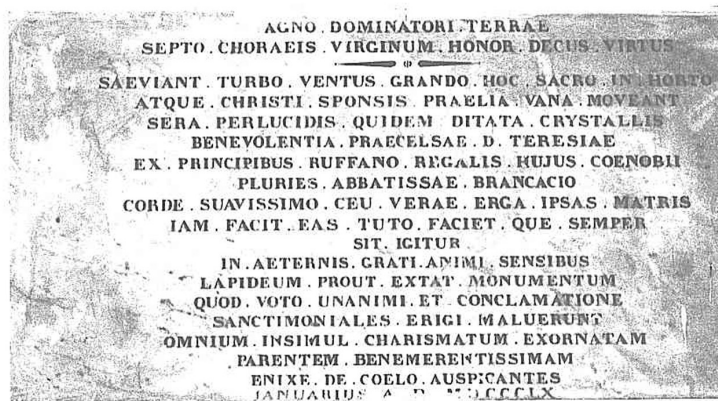 AGNO . DOMINATORI . TERRAE
SEPTO . CHORAEIS . VIRGINUM . HONOR . DECUS . VIRTUS
SAEVIANT . TURBO . VENTUS . GRANDO . HOC . SACRO . IN . HORTO
ATQUE . CHRISTI . SPONSIS . PRAELIA . VANA . MOVEANT
SERA . PERLUCIDIS . QUIDEM . DITATA . CRYSTALLIS
BENEVOLENTIA . PRAECELSAE . D . TERESIAE
EX . PRINCIPIBUS . RUFFANO . REGALIS . HUJUS . COENOBII
PLURIES . ABBATISSAE . BRANCACIO
CORDE . SUAVISSIMO . CEU . VERAE . ERGA . IPSAS . MATRIS
IAM . FACIT . EAS . TUTO . FACIET . QUE . SEMPER
SIT . IGITUR
IN . AETERNIS . GRATI . ANIMI . SENSIBUS
LAPIDEUM . PROUT . EXTAT . MONUMENTUM
QUOD . VOTO . UNANIMI . ET . CONCLAMATIONE
SANCTIMONIALES . ERIGI . MALUERUNT
OMNIUM . INSIMUL . CHARISMATUM . EXORNATAM
PARENTEM . BENEMERENTISSIMAM
ENIXE . DE . COELO . AUSPICANTES
JANUARIUS . A . D . MDCCCLX